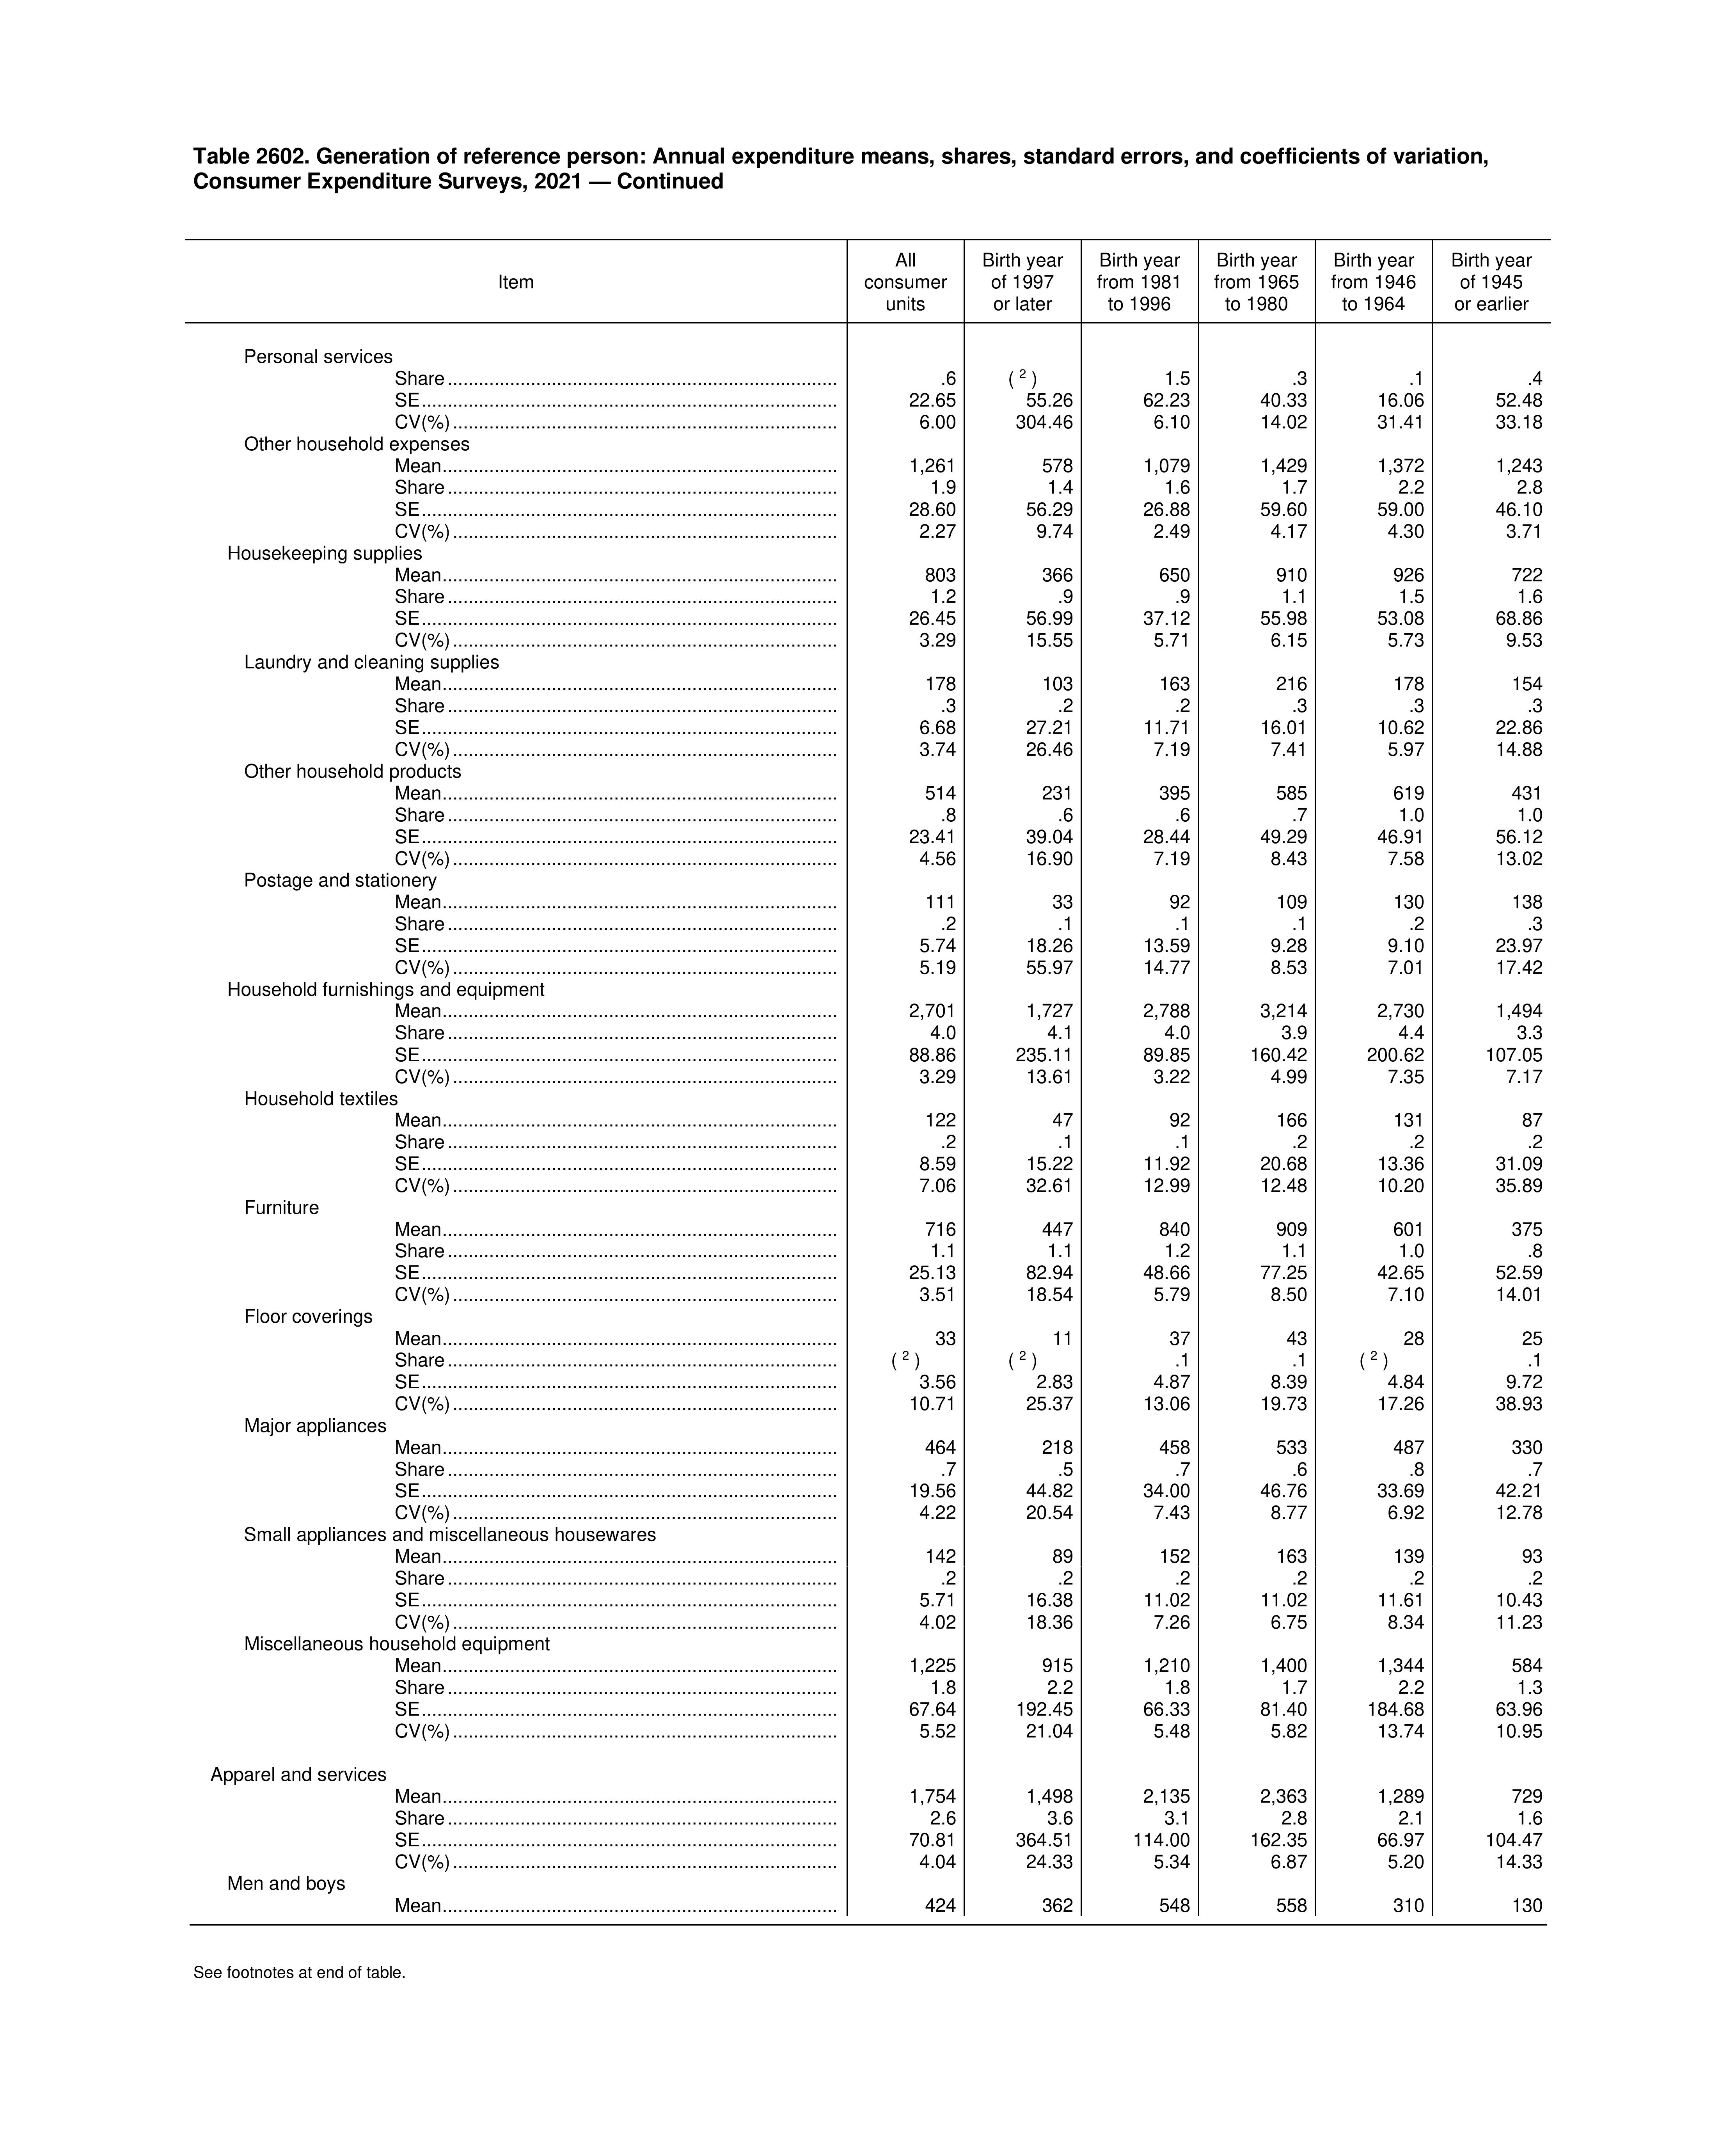 Table 2602. Generation of reference person: Annual expenditure means, shares, standard errors, and coefficients of variation,
Consumer Expenditure Surveys, 2021 — Continued
Item
All consumer units
Birth year of 1997 or later
Birth year from 1981 to 1996
Birth year from 1965 to 1980
Birth year from 1946 to 1964
Birth year of 1945 or earlier
Personal services
Share .6 ( 2 ) 1.5 .3 .1 .4
SE 22.65 55.26 62.23 40.33 16.06 52.48
CV(%) 6.00 304.46 6.10 14.02 31.41 33.18
Other household expenses
Mean 1,261 578 1,079 1,429 1,372 1,243
Share 1.9 1.4 1.6 1.7 2.2 2.8
SE 28.60 56.29 26.88 59.60 59.00 46.10
CV(%) 2.27 9.74 2.49 4.17 4.30 3.71
Housekeeping supplies
Mean 803 366 650 910 926 722
Share 1.2 .9 .9 1.1 1.5 1.6
SE 26.45 56.99 37.12 55.98 53.08 68.86
CV(%) 3.29 15.55 5.71 6.15 5.73 9.53
Laundry and cleaning supplies
Mean 178 103 163 216 178 154
Share .3 .2 .2 .3 .3 .3
SE 6.68 27.21 11.71 16.01 10.62 22.86
CV(%) 3.74 26.46 7.19 7.41 5.97 14.88
Other household products
Mean 514 231 395 585 619 431
Share .8 .6 .6 .7 1.0 1.0
SE 23.41 39.04 28.44 49.29 46.91 56.12
CV(%) 4.56 16.90 7.19 8.43 7.58 13.02
Postage and stationery
Mean 111 33 92 109 130 138
Share .2 .1 .1 .1 .2 .3
SE 5.74 18.26 13.59 9.28 9.10 23.97
CV(%) 5.19 55.97 14.77 8.53 7.01 17.42
Household furnishings and equipment
Mean 2,701 1,727 2,788 3,214 2,730 1,494
Share 4.0 4.1 4.0 3.9 4.4 3.3
SE 88.86 235.11 89.85 160.42 200.62 107.05
CV(%) 3.29 13.61 3.22 4.99 7.35 7.17
Household textiles
Mean 122 47 92 166 131 87
Share .2 .1 .1 .2 .2 .2
SE 8.59 15.22 11.92 20.68 13.36 31.09
CV(%) 7.06 32.61 12.99 12.48 10.20 35.89
Furniture
Mean 716 447 840 909 601 375
Share 1.1 1.1 1.2 1.1 1.0 .8
SE 25.13 82.94 48.66 77.25 42.65 52.59
CV(%) 3.51 18.54 5.79 8.50 7.10 14.01
Floor coverings
Mean 33 11 37 43 28 25
Share ( 2 ) ( 2 ) .1 .1 ( 2 ) .1
SE 3.56 2.83 4.87 8.39 4.84 9.72
CV(%) 10.71 25.37 13.06 19.73 17.26 38.93
Major appliances
Mean 464 218 458 533 487 330
Share .7 .5 .7 .6 .8 .7
SE 19.56 44.82 34.00 46.76 33.69 42.21
CV(%) 4.22 20.54 7.43 8.77 6.92 12.78
Small appliances and miscellaneous housewares
Mean 142 89 152 163 139 93
Share .2 .2 .2 .2 .2 .2
SE 5.71 16.38 11.02 11.02 11.61 10.43
CV(%) 4.02 18.36 7.26 6.75 8.34 11.23
Miscellaneous household equipment
Mean 1,225 915 1,210 1,400 1,344 584
Share 1.8 2.2 1.8 1.7 2.2 1.3
SE 67.64 192.45 66.33 81.40 184.68 63.96
CV(%) 5.52 21.04 5.48 5.82 13.74 10.95
Apparel and services
Mean 1,754 1,498 2,135 2,363 1,289 729
Share 2.6 3.6 3.1 2.8 2.1 1.6
SE 70.81 364.51 114.00 162.35 66.97 104.47
CV(%) 4.04 24.33 5.34 6.87 5.20 14.33
Men and boys
Mean 424 362 548 558 310 130
See footnotes at end of table.